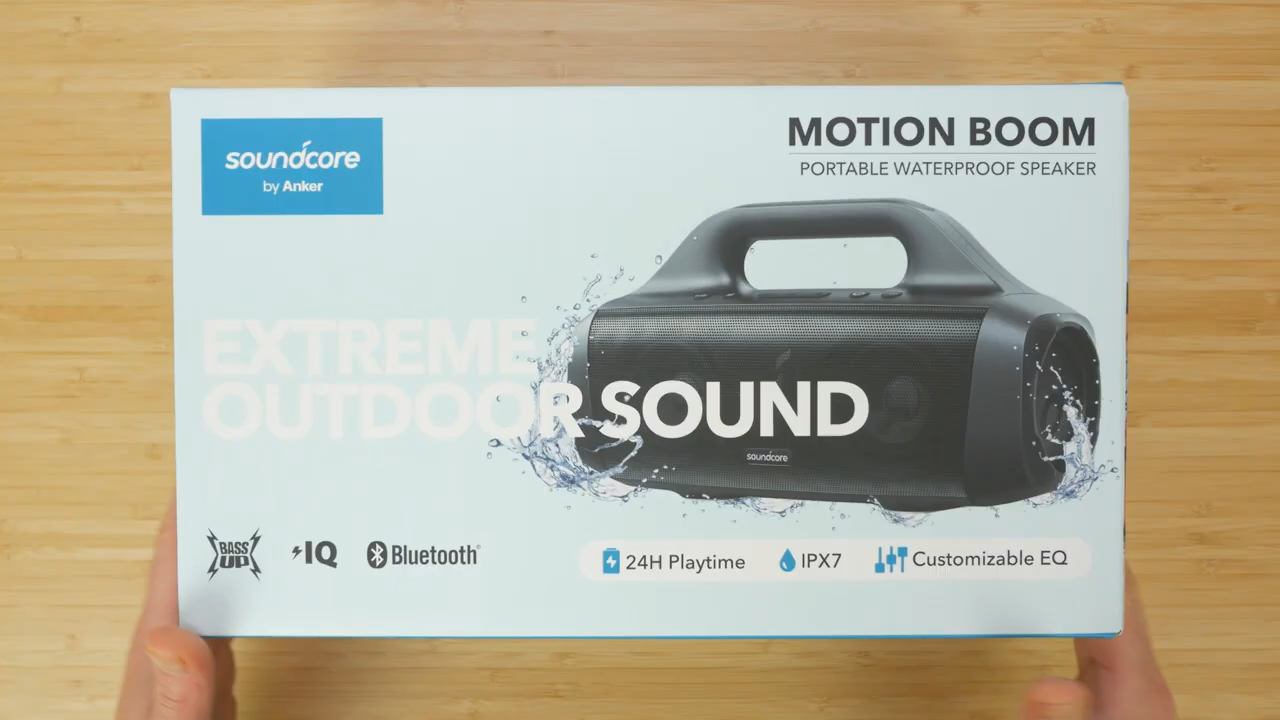 soundcore
by Anker
MOTION BOOM
PORTABLE WATERPROOF SPEAKER
EXTREME
OUTDOOR SOUND
soundcore
BASS
UP
IQ
Bluetooth®
24H Playtime
IPX7
Customizable EQ